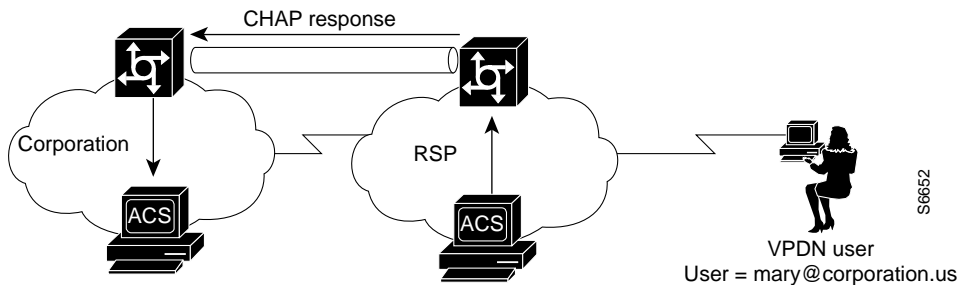 CHAP response
Corporation
RSP
ACS
ACS
S6652
VPDN user
User = mary@corporation.us